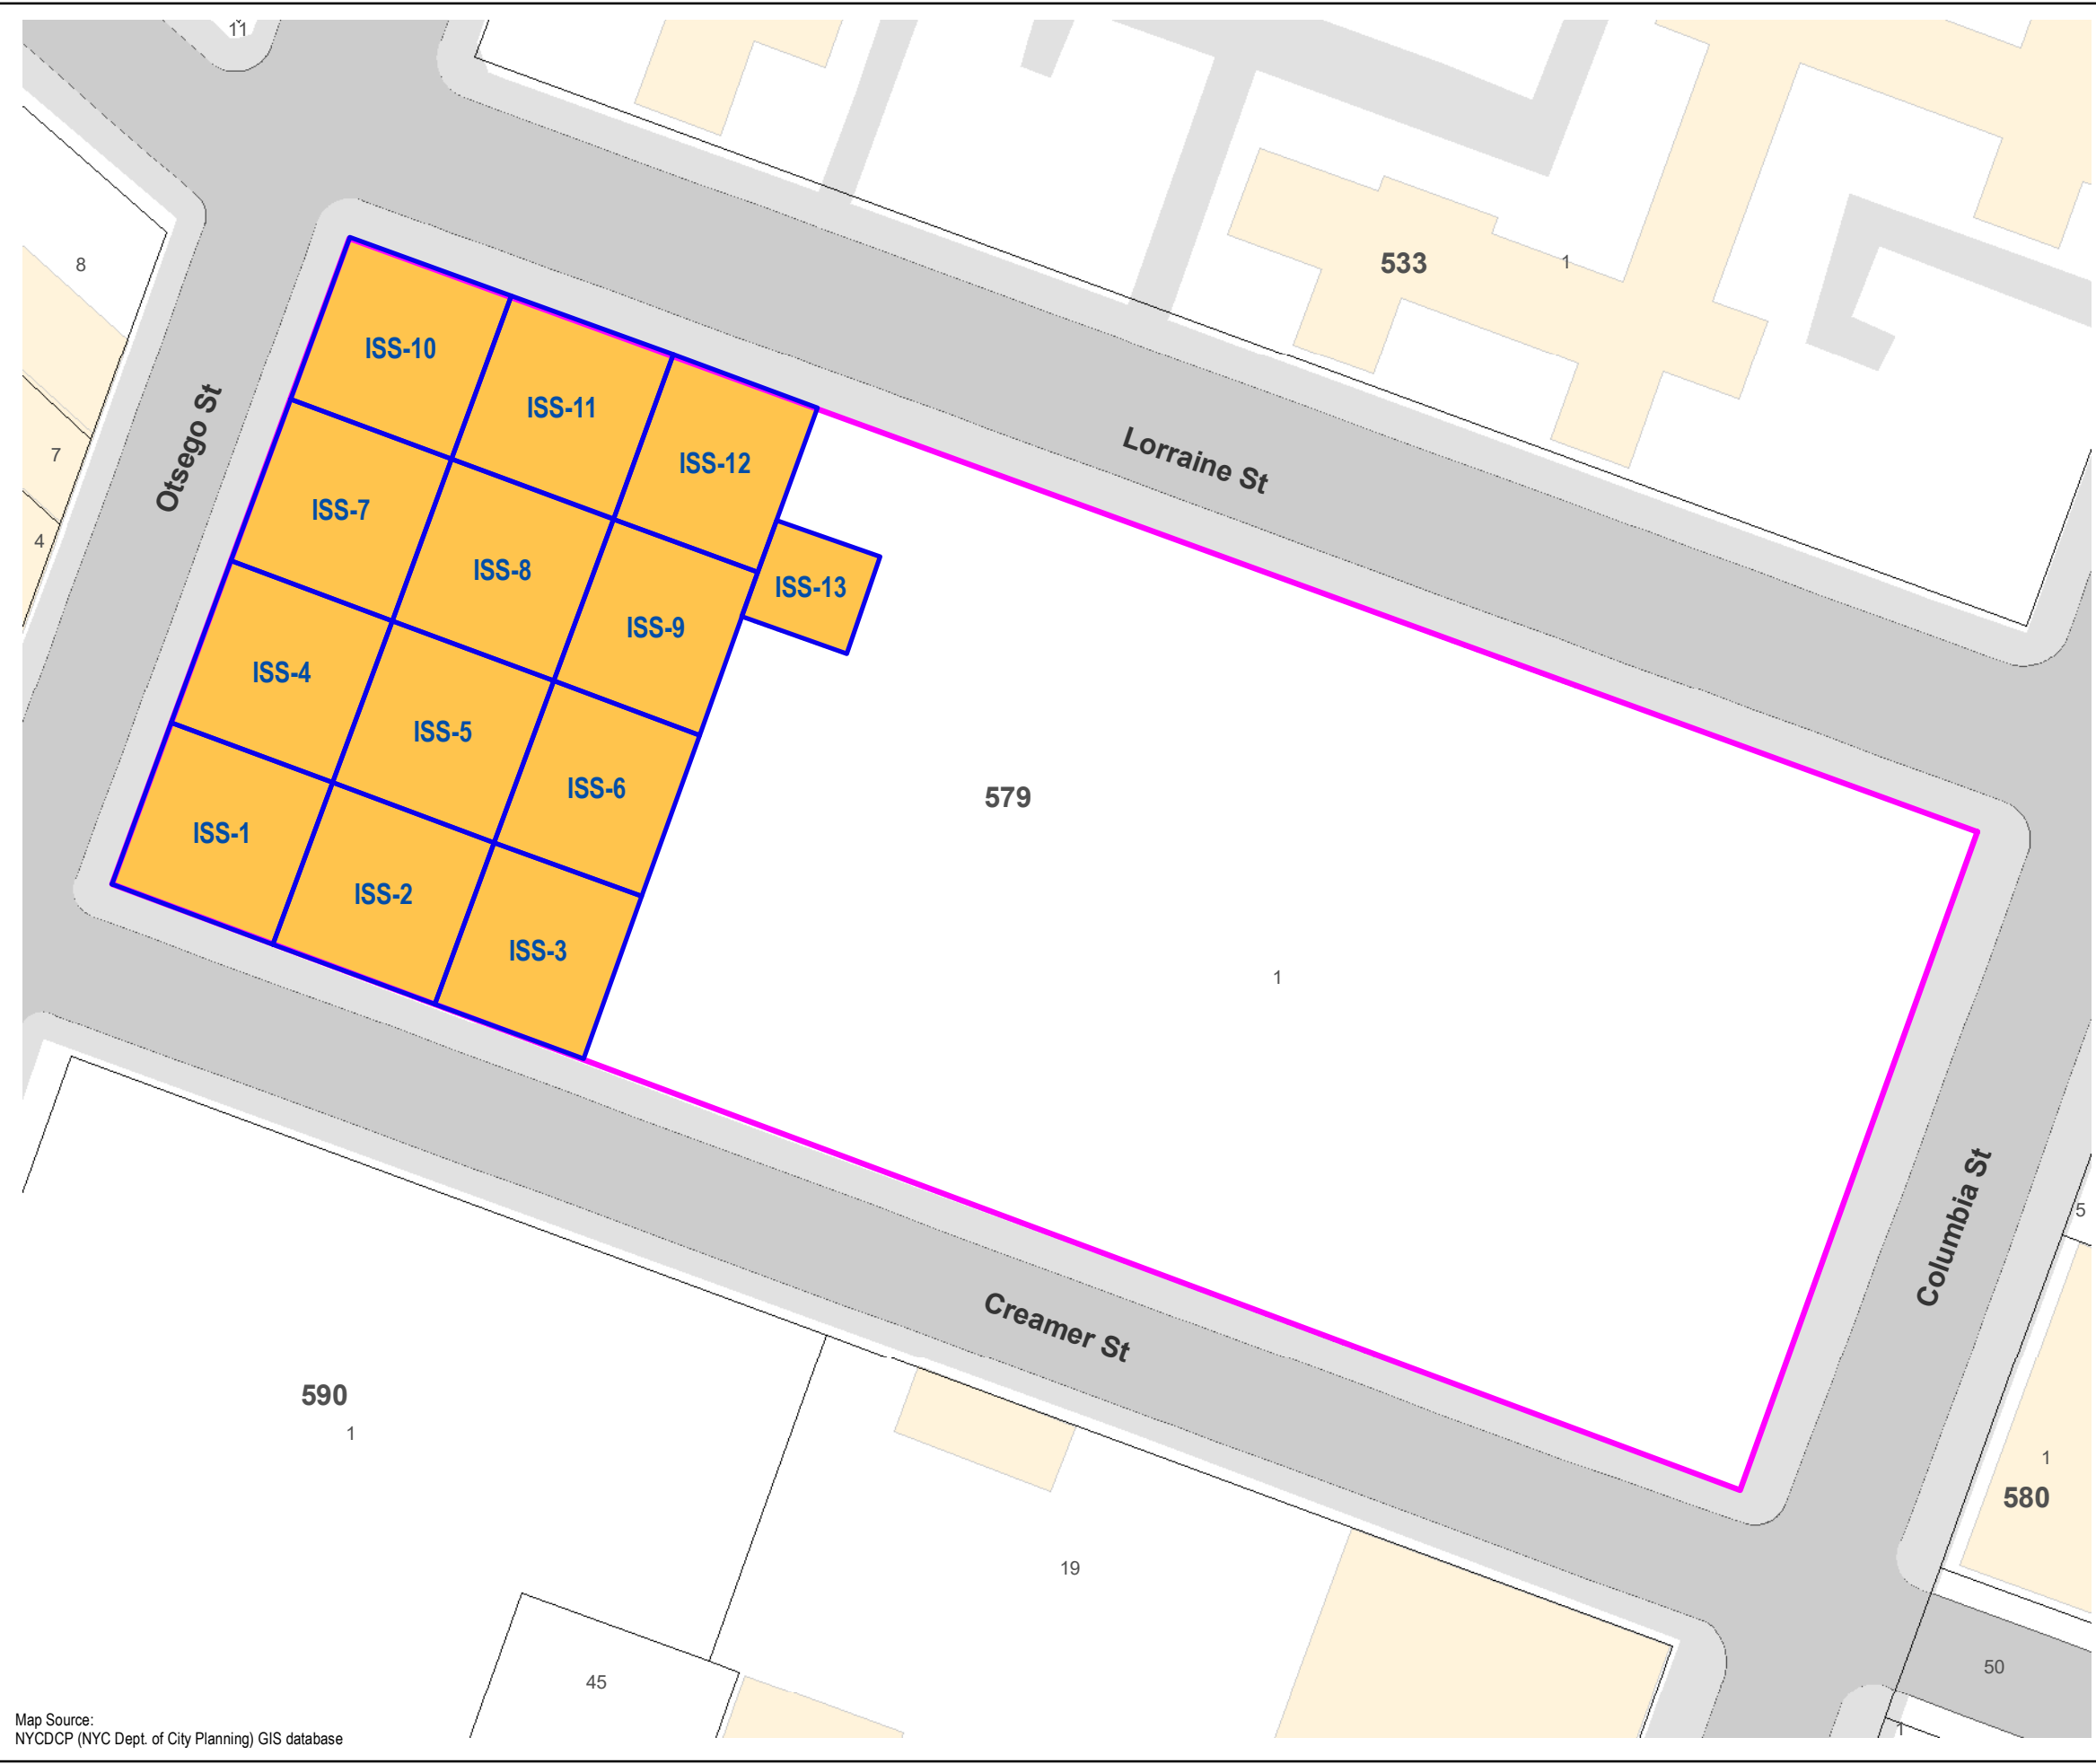 11
8
533
1
ISS-10
ISS-11
Otsego St
7
Lorraine St
ISS-12
ISS-7
4
ISS-8
ISS-13
ISS-9
ISS-4
ISS-5
ISS-6
579
ISS-1
ISS-2
ISS-3
1
Columbia St
5
Creamer St
590
1
1
580
19
45
50
1
Map Source:
NYCDCP (NYC Dept. of City Planning) GIS database